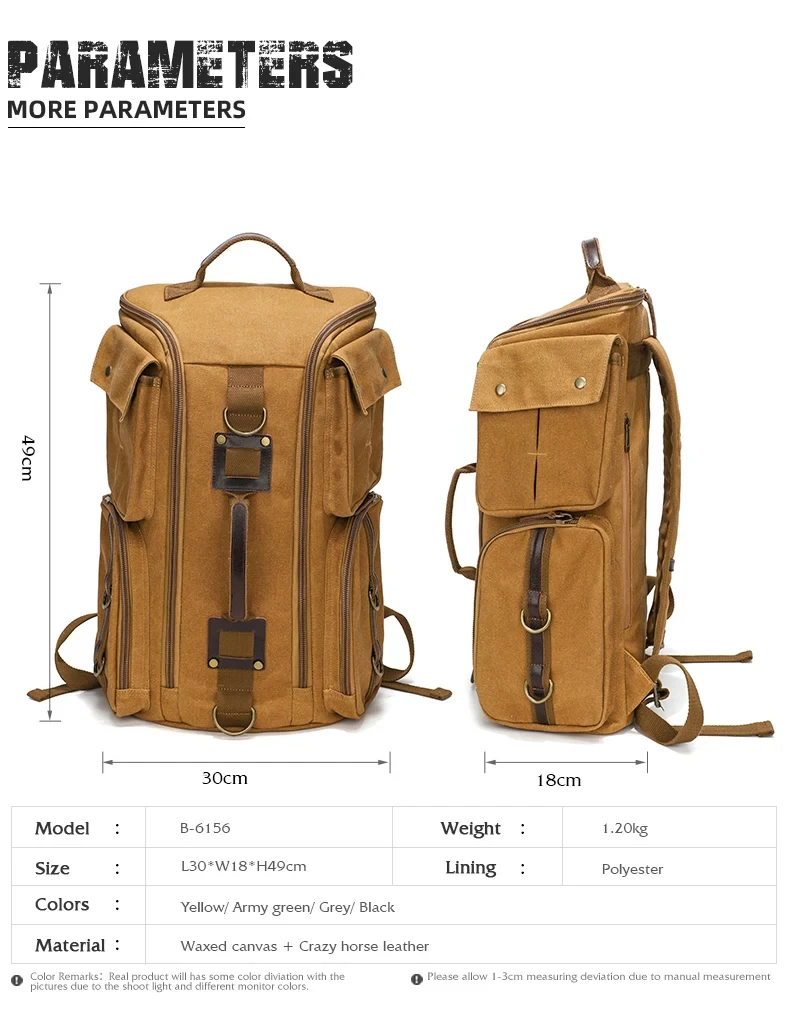 PARAMETERS
MORE PARAMETERS
49cm
30cm
18cm
Model : B-6156 Weight : 1.20kg
Size : L30*W18*H49cm Lining : Polyester
Colors : Yellow/ Army green/ Grey/ Black
Material : Waxed canvas + Crazy horse leather
Color Remarks: Real product will has some color diviation with the
pictures due to the shoot light and different monitor colors.
Please allow 1-3cm measuring deviation due to manual measurement